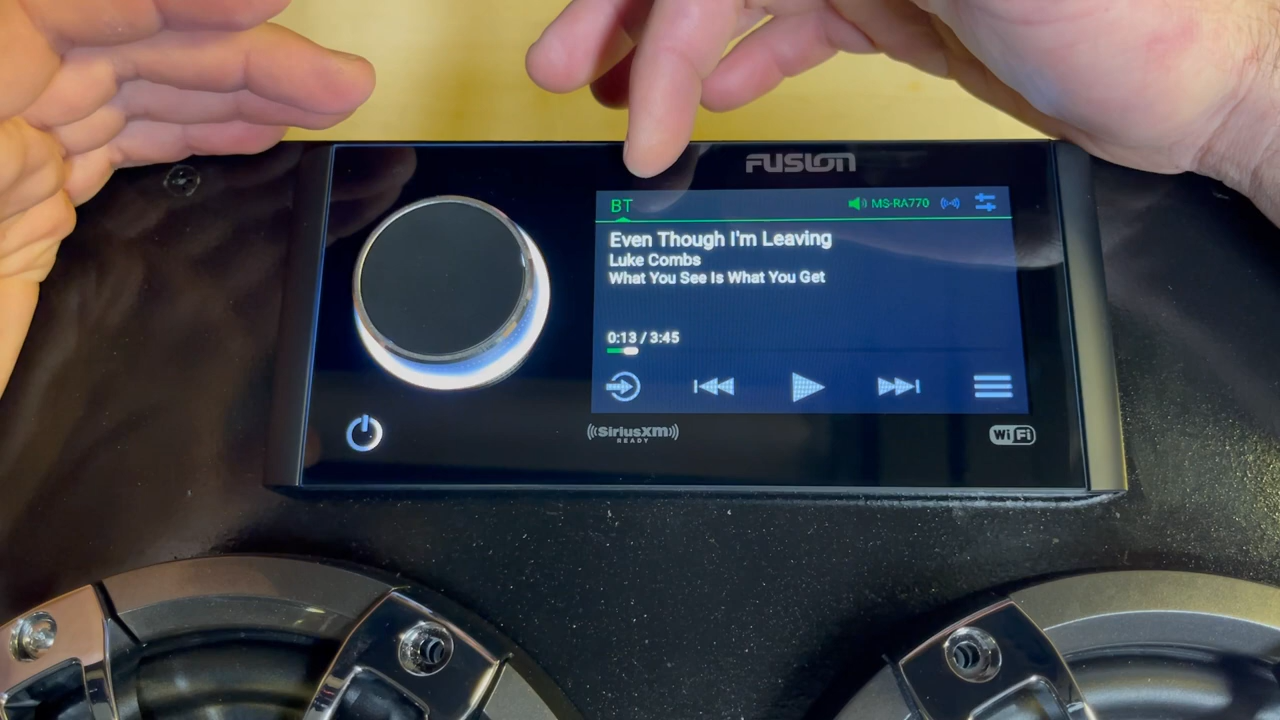 FUSION
BT MS-RA770
Even Though I'm Leaving
Luke Combs
What You See Is What You Get
0:13 / 3:45
((SiriusXM))
READY
WiFi